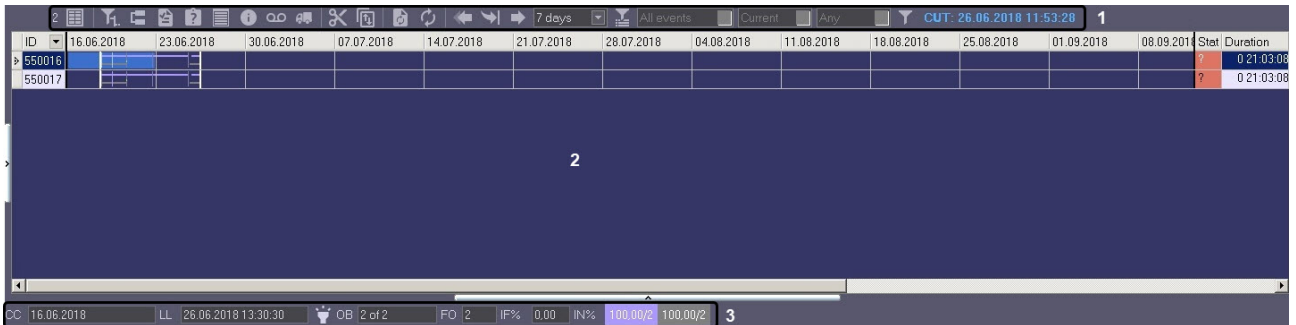 2 7 days All events Current Any CUT: 26.06.2018 11:53:28 1
ID 16.06.2018 23.06.2018 30.06.2018 07.07.2018 14.07.2018 21.07.2018 28.07.2018 04.08.2018 11.08.2018 18.08.2018 25.08.2018 01.09.2018 08.09.201 Stat Duration
550016 ? 0 21:03:08
550017 ? 0 21:03:08
2
CC 16.06.2018 LL 26.06.2018 13:30:30 OB 2 of 2 FO 2 IF% 0,00 IN% 100,00/2 100,00/2 3